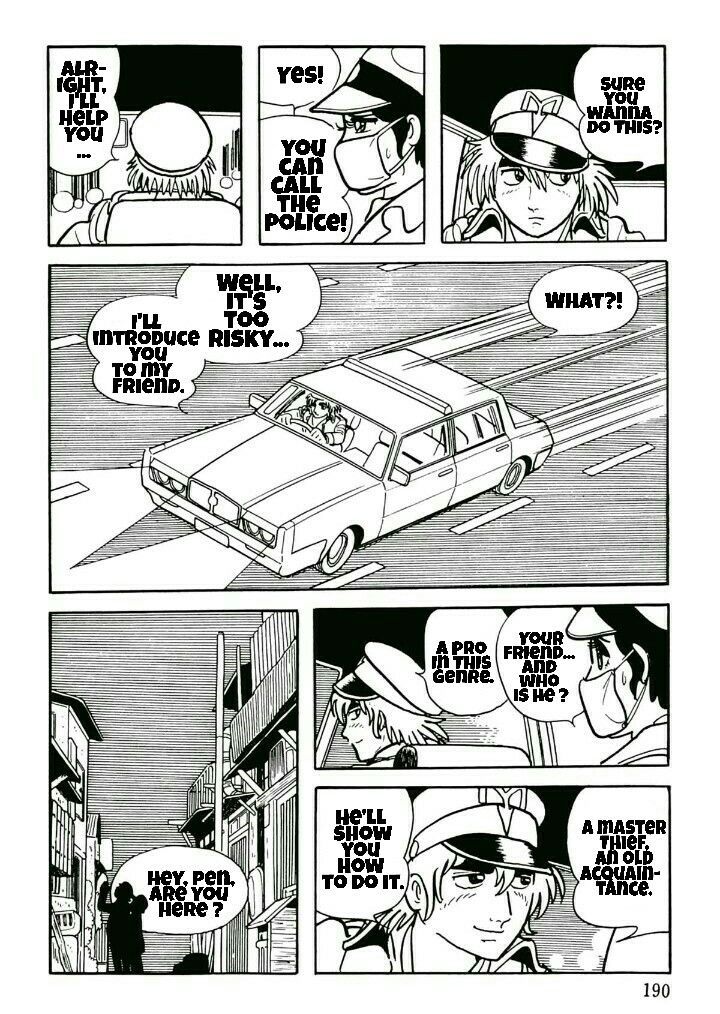 SURE
YOU
WANNA
DO THIS?
YES!
YOU
CAN
CALL
THE
POLICE!
ALR-
IGHT,
I'LL
HELP
YOU
...
WHAT?!
WELL,
IT'S
TOO
RISKY...
I'LL
INTRODUCE
YOU
TO MY
FRIEND.
YOUR
FRIEND...
AND
WHO
IS HE ?
A PRO
IN THIS
GENRE.
A MASTER
THIEF,
AN OLD
ACQUAIN-
TANCE.
HE'LL
SHOW
YOU
HOW
TO DO IT.
HEY, PEN,
ARE YOU
HERE ?
190